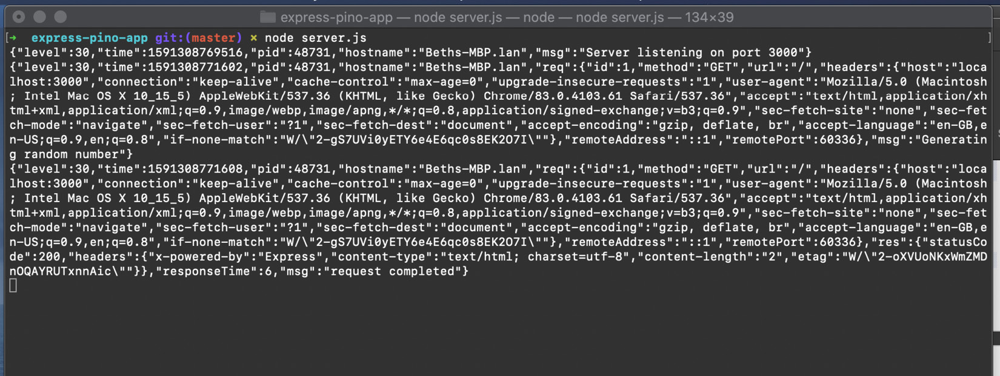 express-pino-app — node server.js — node — node server.js — 134×39
[➜  express-pino-app git:(master) ✗ node server.js ]
{"level":30,"time":1591308769516,"pid":48731,"hostname":"Beths-MBP.lan","msg":"Server listening on port 3000"}
{"level":30,"time":1591308771602,"pid":48731,"hostname":"Beths-MBP.lan","req":{"id":1,"method":"GET","url":"/","headers":{"host":"loca
lhost:3000","connection":"keep-alive","cache-control":"max-age=0","upgrade-insecure-requests":"1","user-agent":"Mozilla/5.0 (Macintosh
; Intel Mac OS X 10_15_5) AppleWebKit/537.36 (KHTML, like Gecko) Chrome/83.0.4103.61 Safari/537.36","accept":"text/html,application/xh
tml+xml,application/xml;q=0.9,image/webp,image/apng,*/*;q=0.8,application/signed-exchange;v=b3;q=0.9","sec-fetch-site":"none","sec-fet
ch-mode":"navigate","sec-fetch-user":"?1","sec-fetch-dest":"document","accept-encoding":"gzip, deflate, br","accept-language":"en-GB,e
n-US;q=0.9,en;q=0.8","if-none-match":"W/\"2-gS7UVi0yETY6e4E6qc0s8EK2O7I\""},"remoteAddress":"::1","remotePort":60336},"msg":"Generatin
g random number"}
{"level":30,"time":1591308771608,"pid":48731,"hostname":"Beths-MBP.lan","req":{"id":1,"method":"GET","url":"/","headers":{"host":"loca
lhost:3000","connection":"keep-alive","cache-control":"max-age=0","upgrade-insecure-requests":"1","user-agent":"Mozilla/5.0 (Macintosh
; Intel Mac OS X 10_15_5) AppleWebKit/537.36 (KHTML, like Gecko) Chrome/83.0.4103.61 Safari/537.36","accept":"text/html,application/xh
tml+xml,application/xml;q=0.9,image/webp,image/apng,*/*;q=0.8,application/signed-exchange;v=b3;q=0.9","sec-fetch-site":"none","sec-fet
ch-mode":"navigate","sec-fetch-user":"?1","sec-fetch-dest":"document","accept-encoding":"gzip, deflate, br","accept-language":"en-GB,e
n-US;q=0.9,en;q=0.8","if-none-match":"W/\"2-gS7UVi0yETY6e4E6qc0s8EK2O7I\""},"remoteAddress":"::1","remotePort":60336},"res":{"statusCo
de":200,"headers":{"x-powered-by":"Express","content-type":"text/html; charset=utf-8","content-length":"2","etag":"W/\"2-oXVUoNKxWmZMD
nOQAYRUTxnnAic\""}},"responseTime":6,"msg":"request completed"}